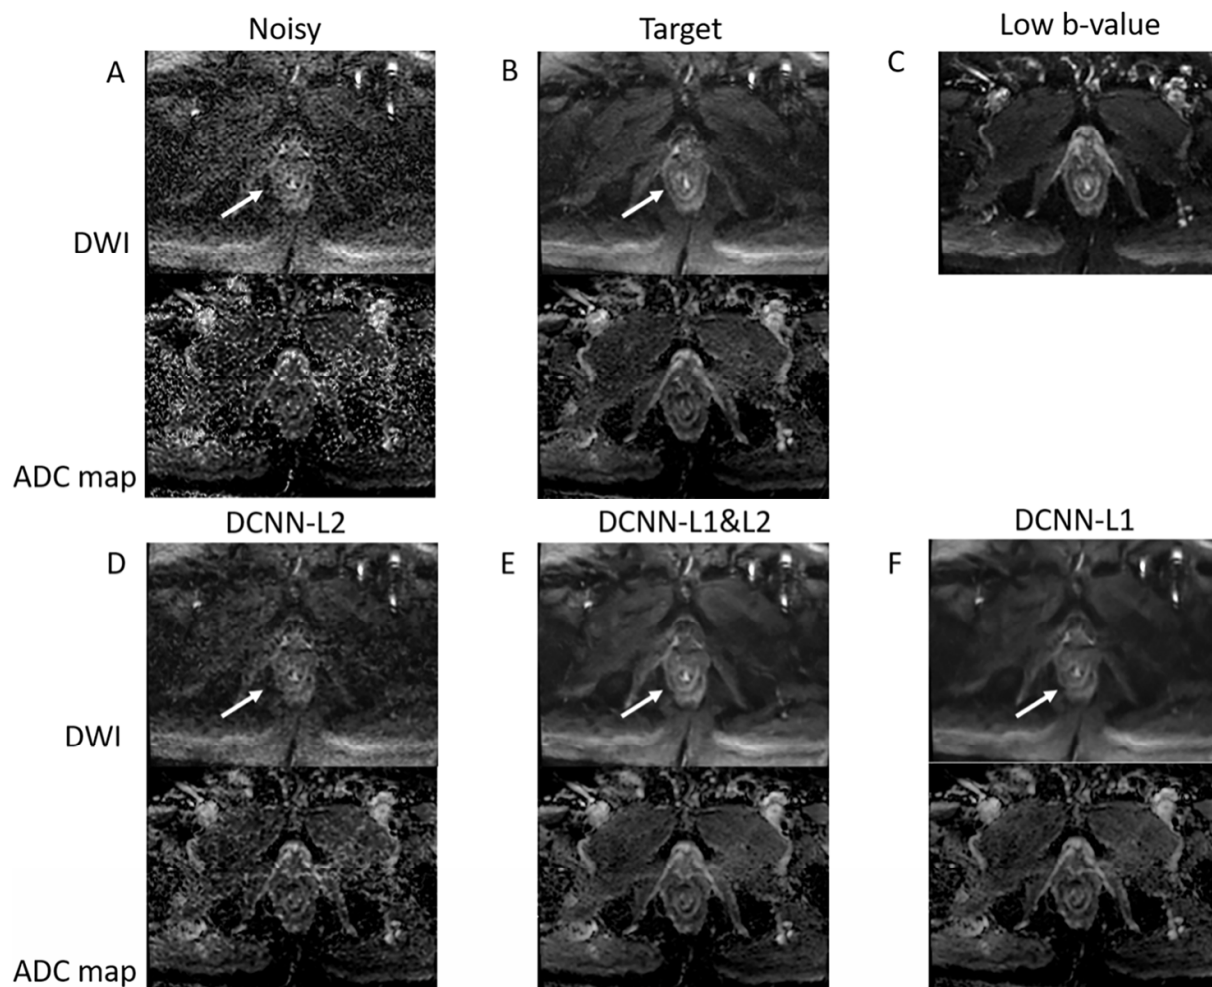 Noisy
Target
Low b-value
A
B
C
DWI
ADC map
DCNN-L2
DCNN-L1&L2
DCNN-L1
D
E
F
DWI
ADC map